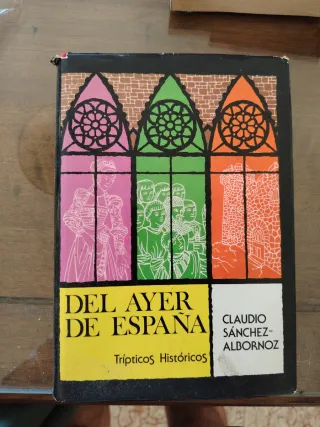 DEL AYER
DE ESPAÑA
Trípticos Históricos
CLAUDIO
SÁNCHEZ-
ALBORNOZ